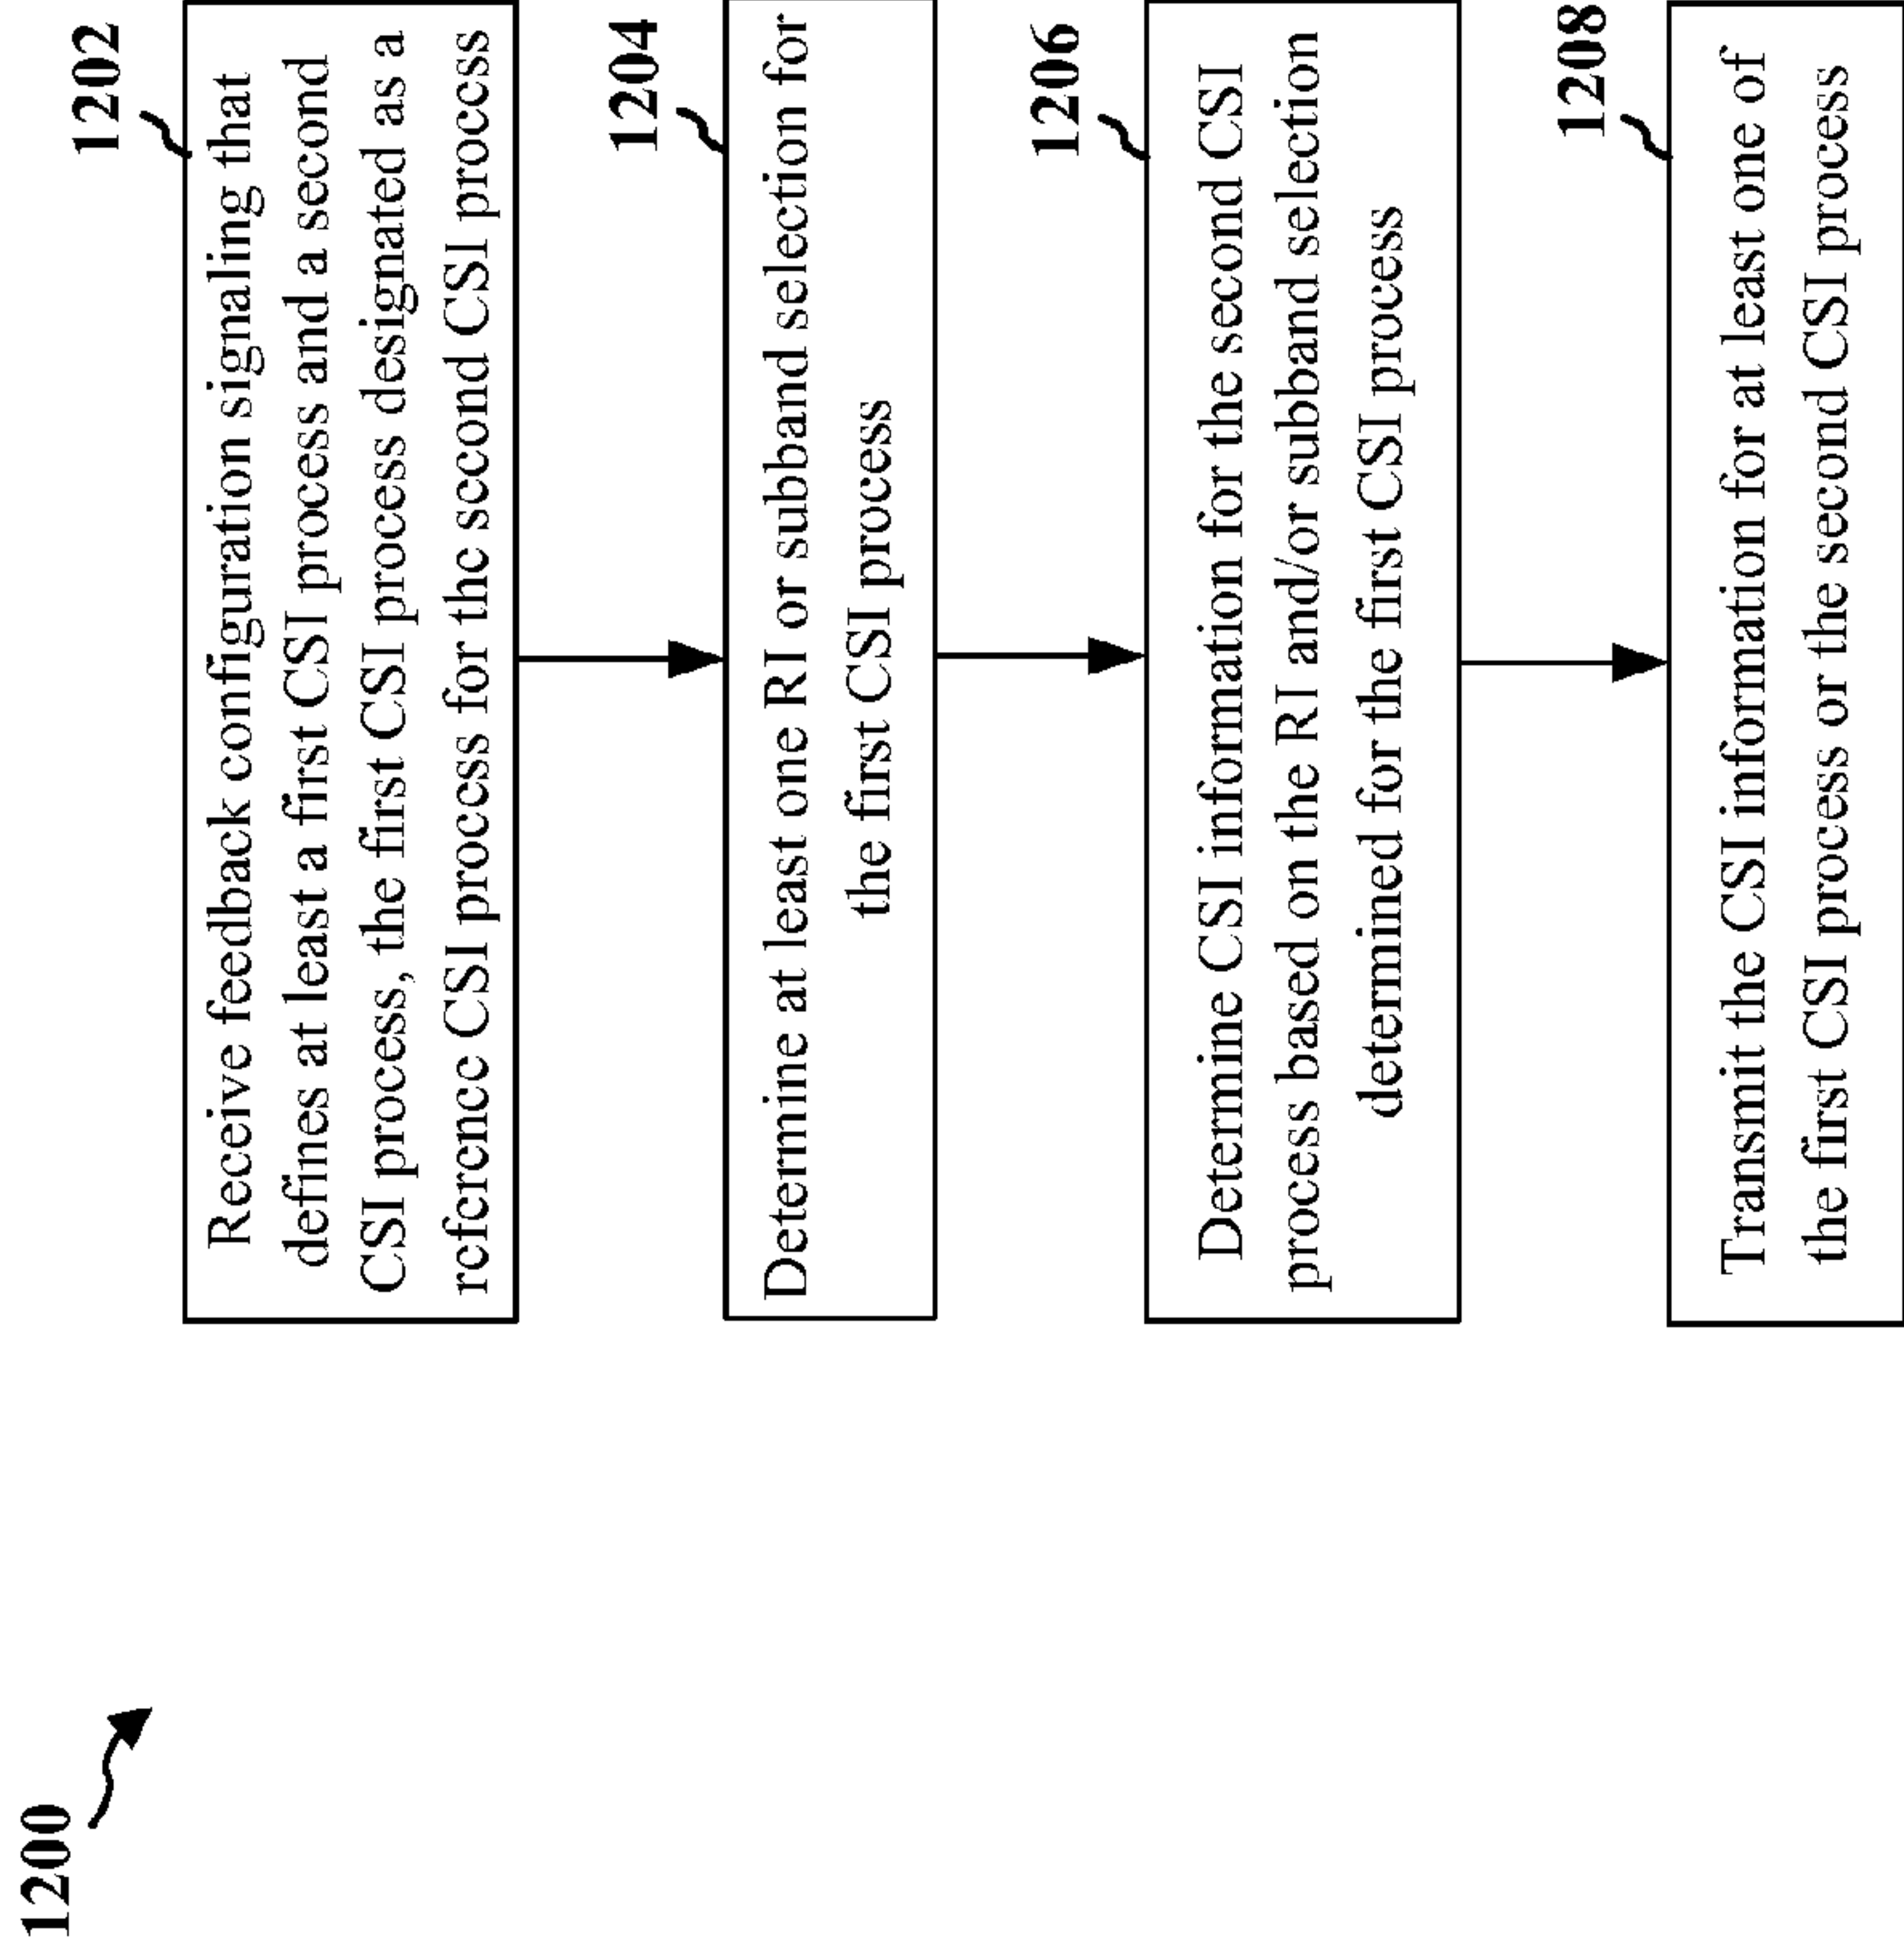 1200
1202
Receive feedback configuration signaling that
defines at least a first CSI process and a second
CSI process, the first CSI process designated as a
reference CSI process for the second CSI process
1204
Determine at least one RI or subband selection for
the first CSI process
1206
Determine CSI information for the second CSI
process based on the RI and/or subband selection
determined for the first CSI process
1208
Transmit the CSI information for at least one of
the first CSI process or the second CSI process